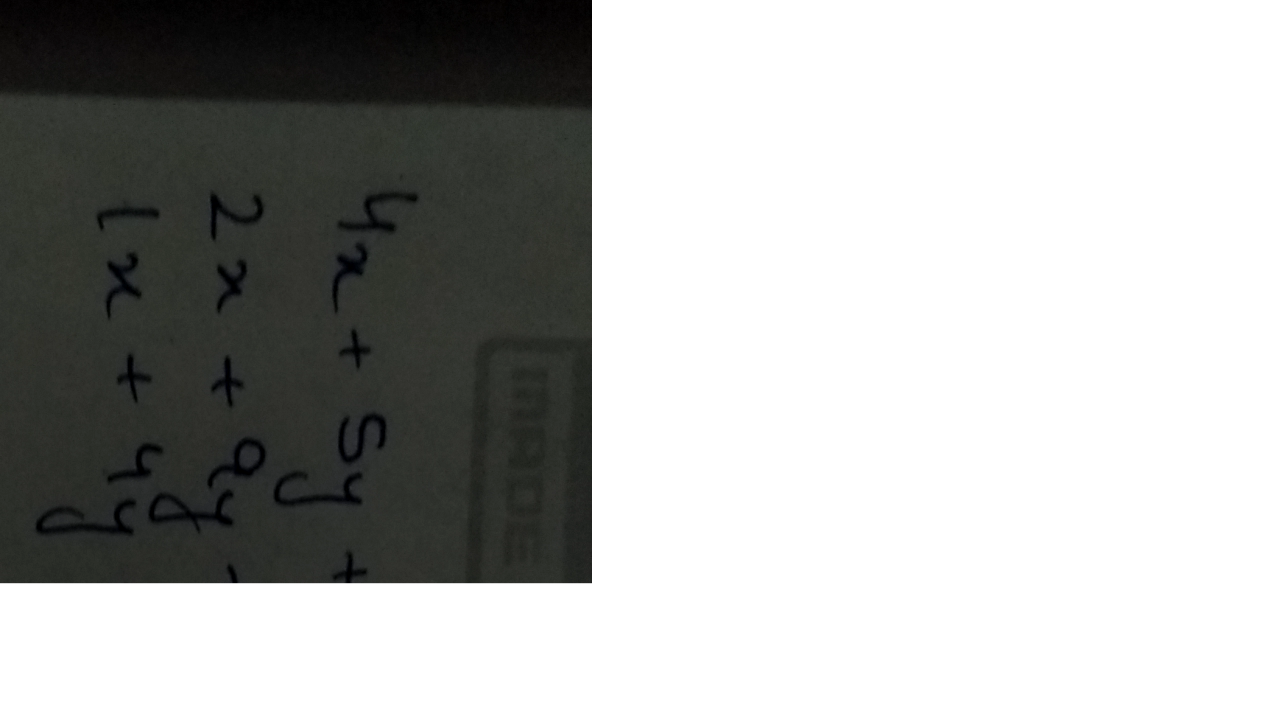 4x + 5y +
2x + 9y -
1x + 4y